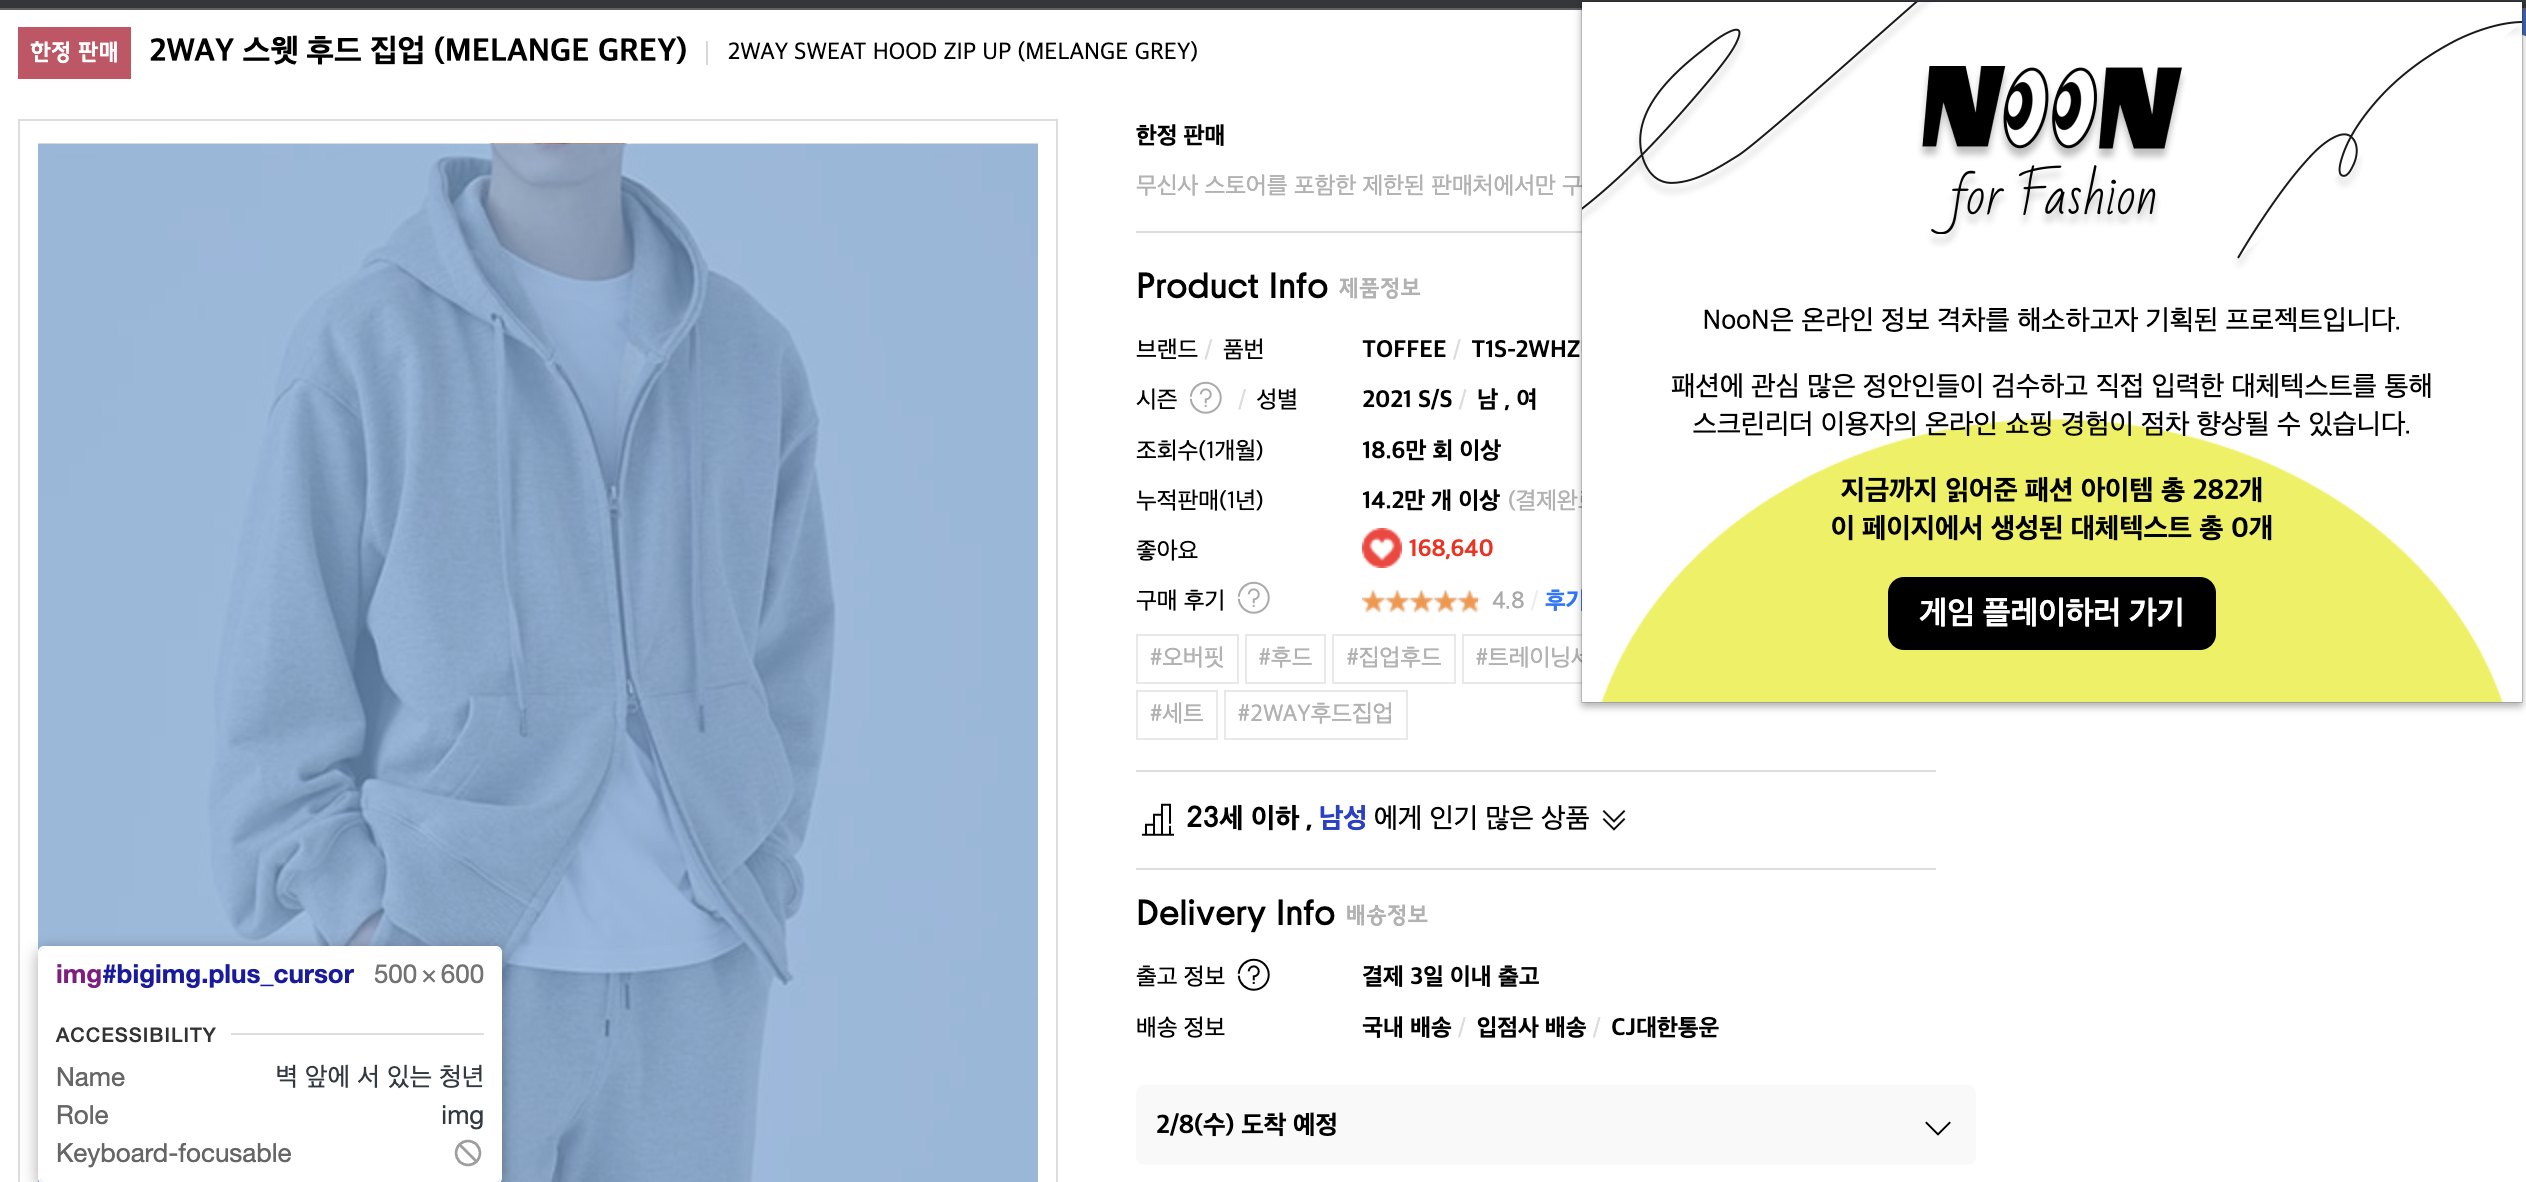 한정 판매
2WAY 스웻 후드 집업 (MELANGE GREY)
2WAY SWEAT HOOD ZIP UP (MELANGE GREY)
한정 판매
무신사 스토어를 포함한 제한된 판매처에서만 구
Product Info 제품정보
브랜드 / 품번 TOFFEE / T1S-2WHZ
시즌 ? / 성별 2021 S/S / 남 , 여
조회수(1개월) 18.6만 회 이상
누적판매(1년) 14.2만 개 이상 (결제완
좋아요 168,640
구매 후기 ? 4.8 / 후기
#오버핏 #후드 #집업후드 #트레이닝
#세트 #2WAY후드집업
23세 이하 , 남성 에게 인기 많은 상품
Delivery Info 배송정보
출고 정보 ? 결제 3일 이내 출고
배송 정보 국내 배송 / 입점사 배송 / CJ대한통운
2/8(수) 도착 예정
img#bigimg.plus_cursor 500 × 600
ACCESSIBILITY
Name 벽 앞에 서 있는 청년
Role img
Keyboard-focusable
NOON
for Fashion
NooN은 온라인 정보 격차를 해소하고자 기획된 프로젝트입니다.
패션에 관심 많은 정안인들이 검수하고 직접 입력한 대체텍스트를 통해
스크린리더 이용자의 온라인 쇼핑 경험이 점차 향상될 수 있습니다.
지금까지 읽어준 패션 아이템 총 282개
이 페이지에서 생성된 대체텍스트 총 0개
게임 플레이하러 가기